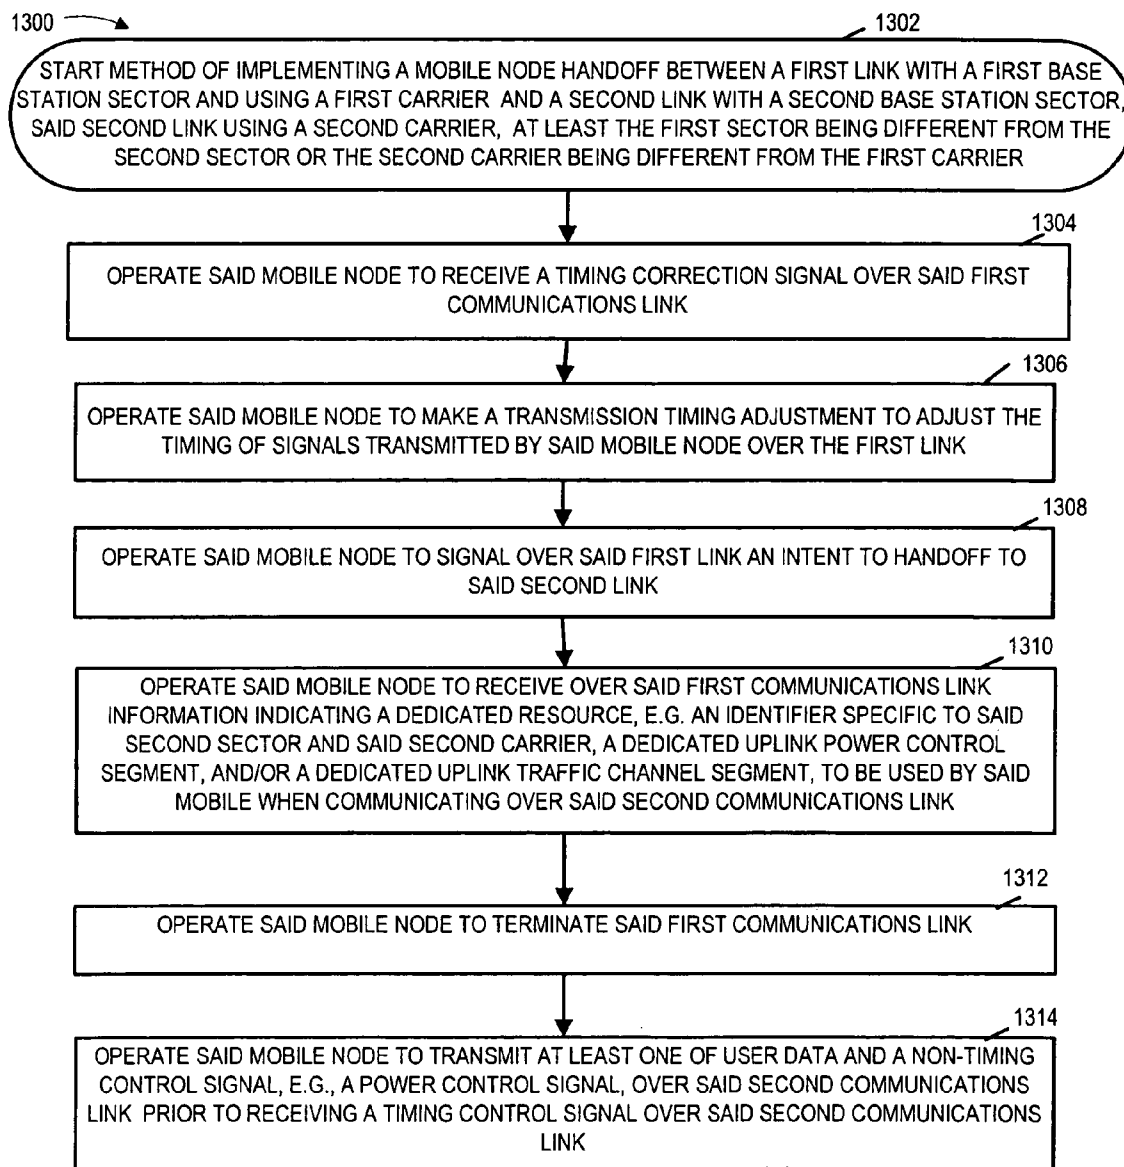 1300
1302
START METHOD OF IMPLEMENTING A MOBILE NODE HANDOFF BETWEEN A FIRST LINK WITH A FIRST BASE
STATION SECTOR AND USING A FIRST CARRIER AND A SECOND LINK WITH A SECOND BASE STATION SECTOR,
SAID SECOND LINK USING A SECOND CARRIER, AT LEAST THE FIRST SECTOR BEING DIFFERENT FROM THE
SECOND SECTOR OR THE SECOND CARRIER BEING DIFFERENT FROM THE FIRST CARRIER
1304
OPERATE SAID MOBILE NODE TO RECEIVE A TIMING CORRECTION SIGNAL OVER SAID FIRST
COMMUNICATIONS LINK
1306
OPERATE SAID MOBILE NODE TO MAKE A TRANSMISSION TIMING ADJUSTMENT TO ADJUST THE
TIMING OF SIGNALS TRANSMITTED BY SAID MOBILE NODE OVER THE FIRST LINK
1308
OPERATE SAID MOBILE NODE TO SIGNAL OVER SAID FIRST LINK AN INTENT TO HANDOFF TO
SAID SECOND LINK
1310
OPERATE SAID MOBILE NODE TO RECEIVE OVER SAID FIRST COMMUNICATIONS LINK
INFORMATION INDICATING A DEDICATED RESOURCE, E.G. AN IDENTIFIER SPECIFIC TO SAID
SECOND SECTOR AND SAID SECOND CARRIER, A DEDICATED UPLINK POWER CONTROL
SEGMENT, AND/OR A DEDICATED UPLINK TRAFFIC CHANNEL SEGMENT, TO BE USED BY SAID
MOBILE WHEN COMMUNICATING OVER SAID SECOND COMMUNICATIONS LINK
1312
OPERATE SAID MOBILE NODE TO TERMINATE SAID FIRST COMMUNICATIONS LINK
1314
OPERATE SAID MOBILE NODE TO TRANSMIT AT LEAST ONE OF USER DATA AND A NON-TIMING
CONTROL SIGNAL, E.G., A POWER CONTROL SIGNAL, OVER SAID SECOND COMMUNICATIONS
LINK PRIOR TO RECEIVING A TIMING CONTROL SIGNAL OVER SAID SECOND COMMUNICATIONS
LINK